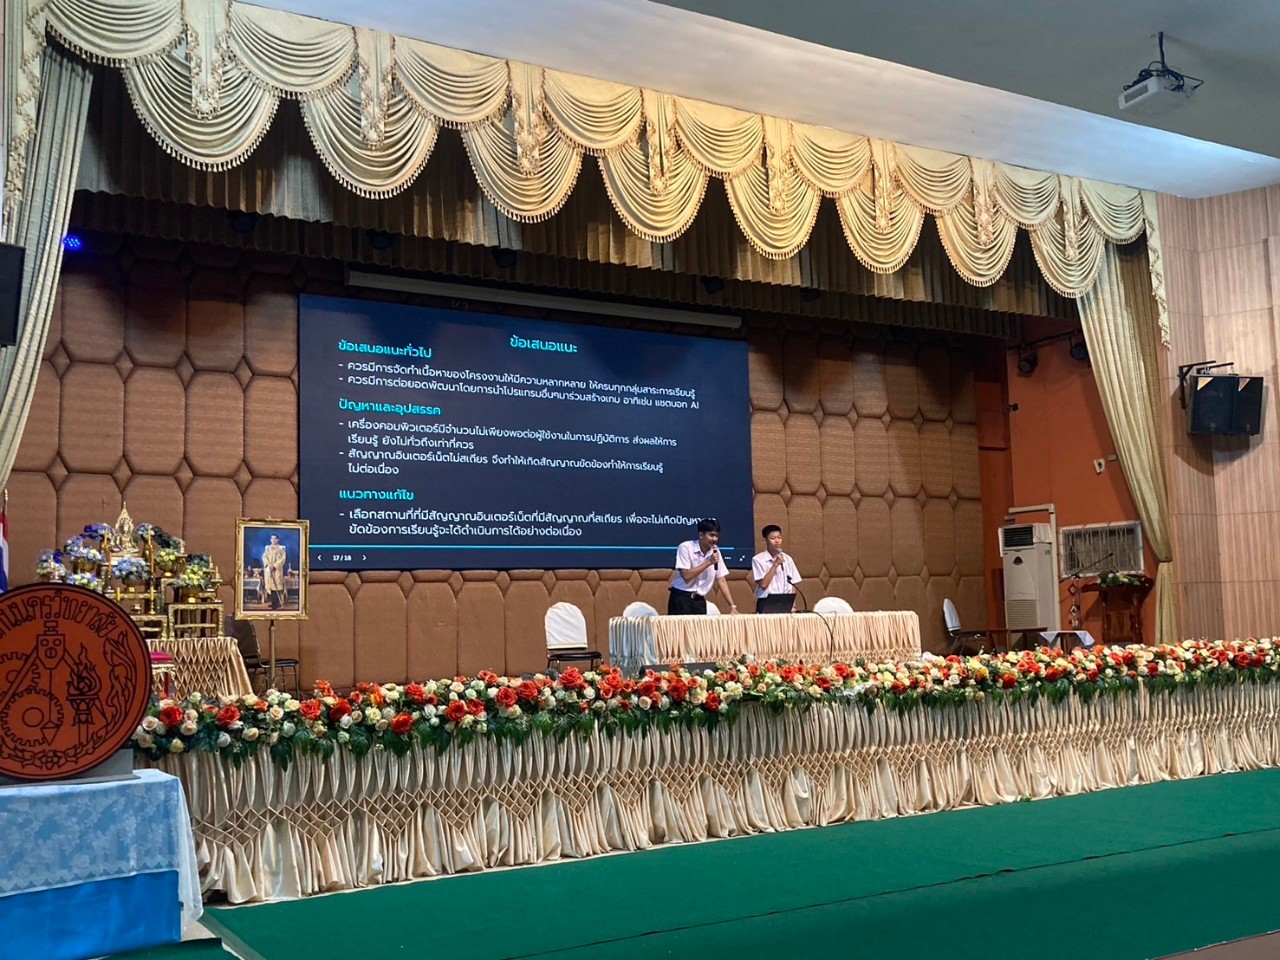 ข้อเสนอแนะ
ข้อเสนอแนะทั่วไป
- ควรมีการจัดทำเนื้อหาของโครงงานให้มีความหลากหลาย ให้ครบทุกกลุ่มสาระการเรียนรู้
- ควรมีการต่อยอดพัฒนาโดยการนำโปรแกรมอื่นๆมาร่วมสร้างเกม อาทิเช่น แชตบอท AI
ปัญหาและอุปสรรค
- เครื่องคอมพิวเตอร์มีจำนวนไม่เพียงพอต่อผู้ใช้งานในการปฏิบัติการ ส่งผลให้การ
เรียนรู้ ยังไม่ทั่วถึงเท่าที่ควร
- สัญญาณอินเตอร์เน็ตไม่สเถียร จึงทำให้เกิดสัญญาณขัดข้องทำให้การเรียนรู้
ไม่ต่อเนื่อง
แนวทางแก้ไข
- เลือกสถานที่ที่มีสัญญาณอินเตอร์เน็ตที่มีสัญญาณที่สเถียร เพื่อจะไม่เกิด
ขัดข้องการเรียนรู้จะได้ดำเนินการได้อย่างต่อเนื่อง
17 / 18